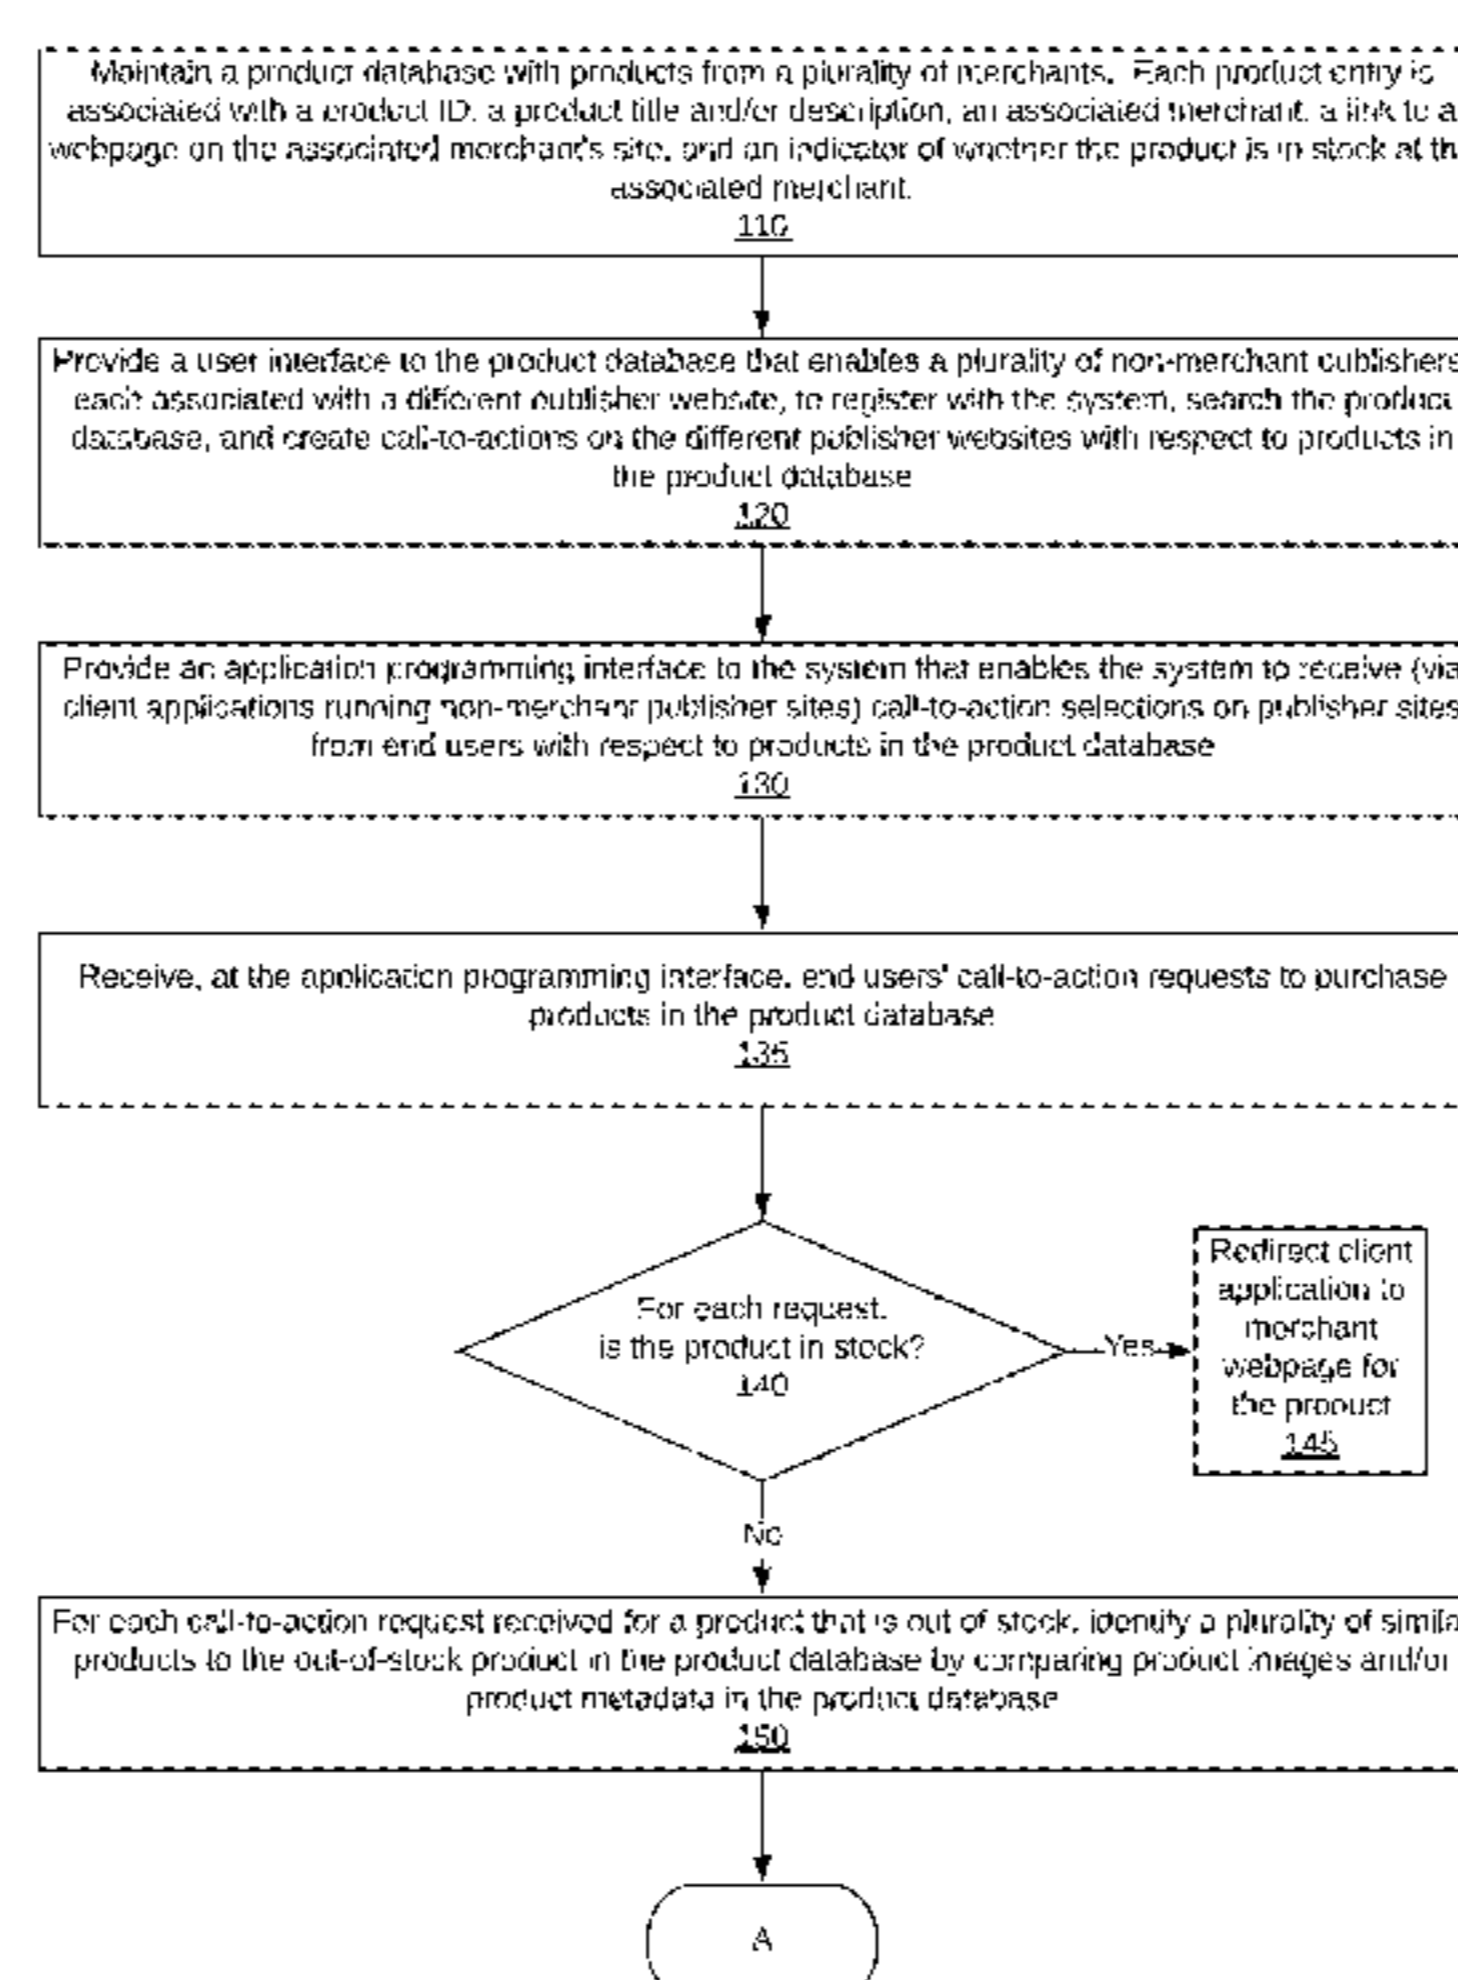 Maintain a product database with products from a plurality of merchants. Each product entry is
associated with a product ID, a product title and/or description, an associated merchant, a link to a
webpage on the associated merchant's site, and an indicator of whether the product is in stock at th
associated merchant.
110
Provide a user interface to the product database that enables a plurality of non-merchant publishers
each associated with a different publisher website, to register with the system, search the product
database, and create call-to-actions on the different publisher websites with respect to products in
the product database
120
Provide an application programming interface to the system that enables the system to receive (via
client applications running non-merchant publisher sites) call-to-action selections on publisher sites
from end users with respect to products in the product database
130
Receive, at the application programming interface, end users' call-to-action requests to purchase
products in the product database
135
For each request,
is the product in stock?
140
Yes
Redirect client
application to
merchant
webpage for
the product
145
No
For each call-to-action request received for a product that is out of stock, identify a plurality of simila
products to the out-of-stock product in the product database by comparing product images and/or
product metadata in the product database
150
A